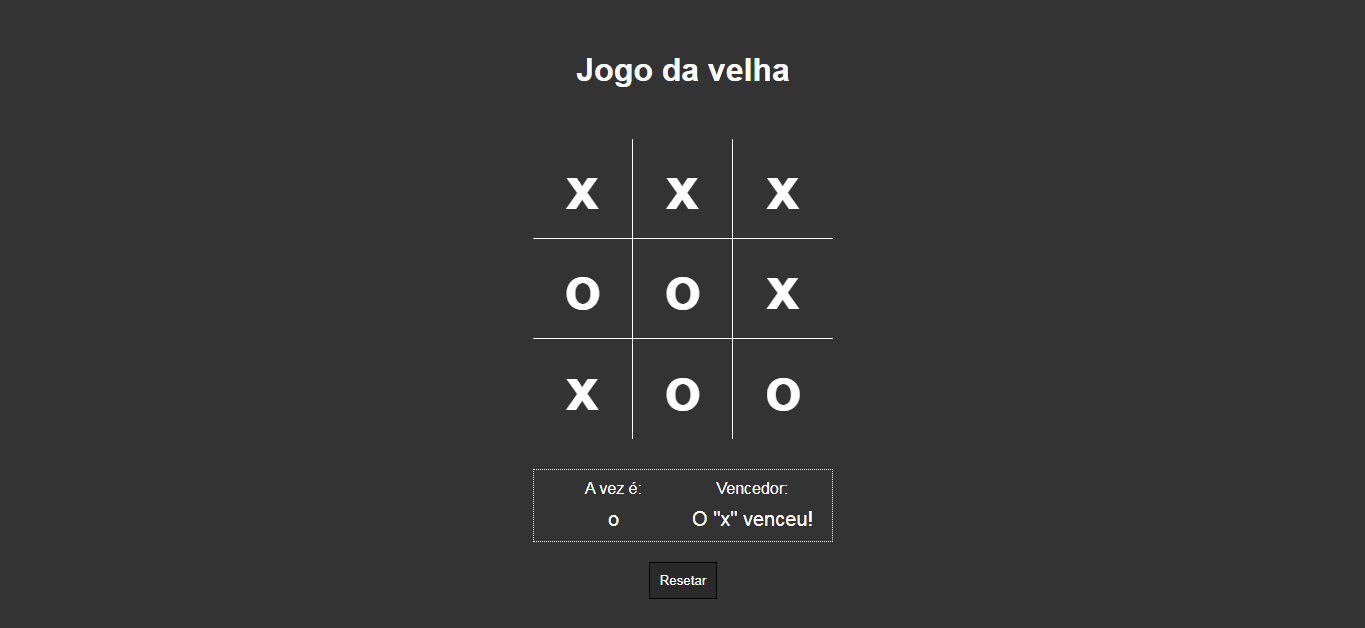 Jogo da velha
x x x
o o x
x o o
A vez é: Vencedor:
o O "x" venceu!
Resetar